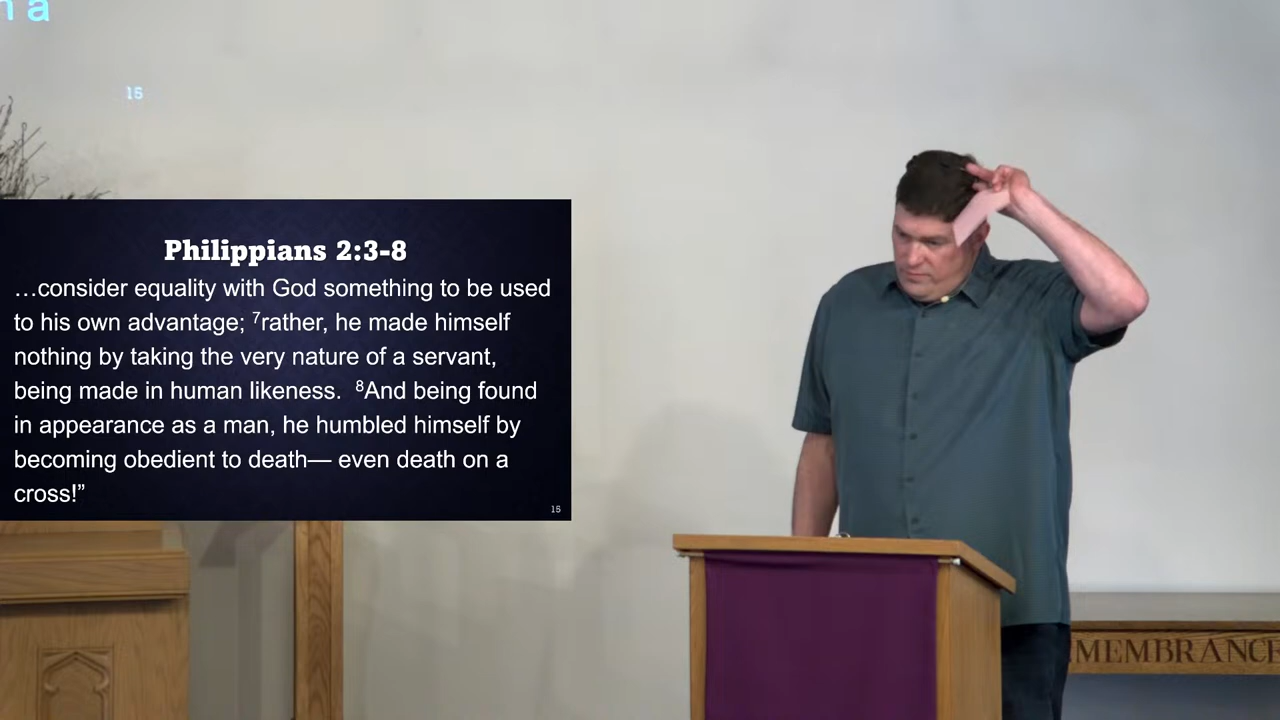 n a
15
Philippians 2:3-8
…consider equality with God something to be used
to his own advantage; ⁷rather, he made himself
nothing by taking the very nature of a servant,
being made in human likeness.  ⁸And being found
in appearance as a man, he humbled himself by
becoming obedient to death— even death on a
cross!”
15
MEMBRANCE